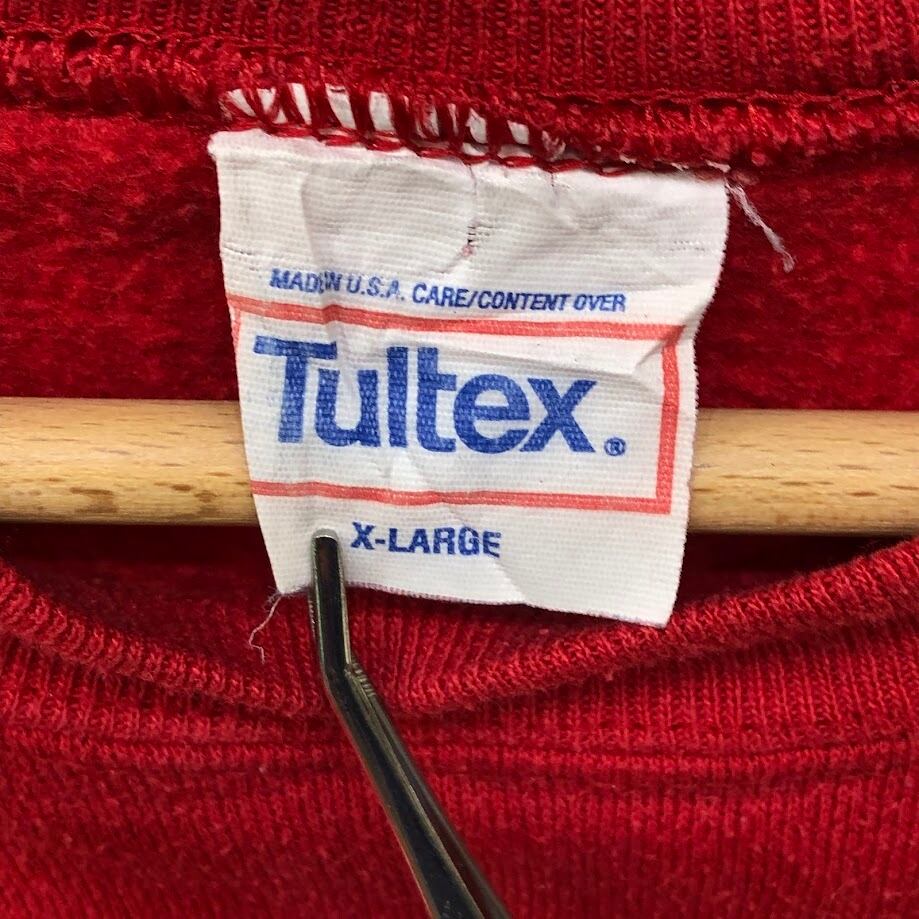 MADE IN U.S.A. CARE/CONTENT OVER
Tultex®
X-LARGE